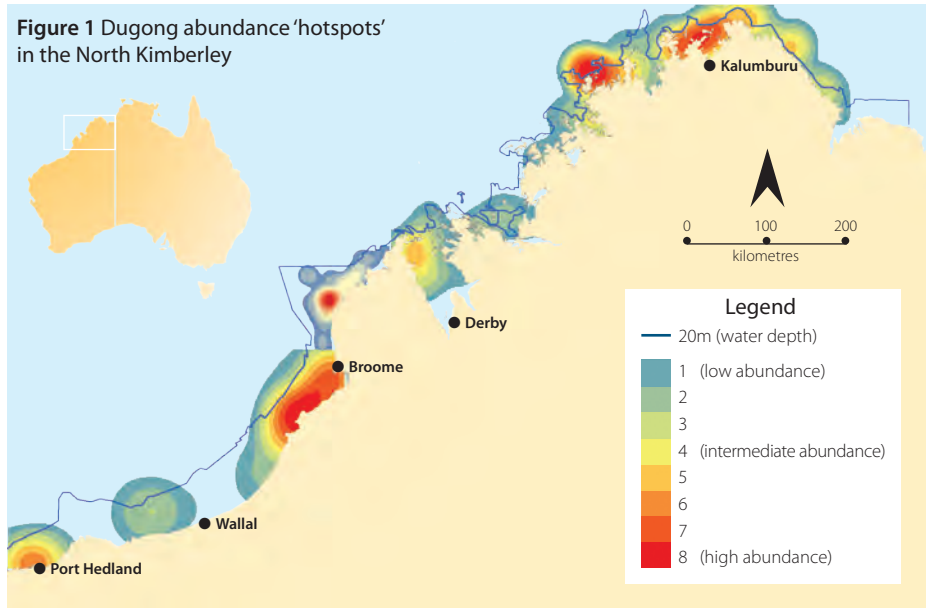 Figure 1 Dugong abundance ‘hotspots’
in the North Kimberley
Kalumburu
0 100 200
kilometres
Derby
Broome
Wallal
Port Hedland
Legend
20m (water depth)
1 (low abundance)
2
3
4 (intermediate abundance)
5
6
7
8 (high abundance)